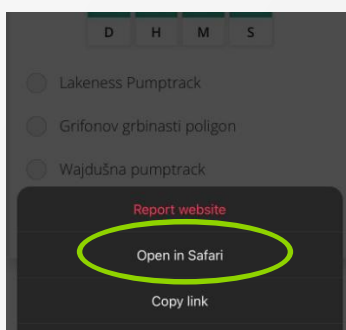 D H M S
Lakeness Pumptrack
Grifonov grbinasti poligon
Wajdušna pumptrack
Report website
Open in Safari
Copy link